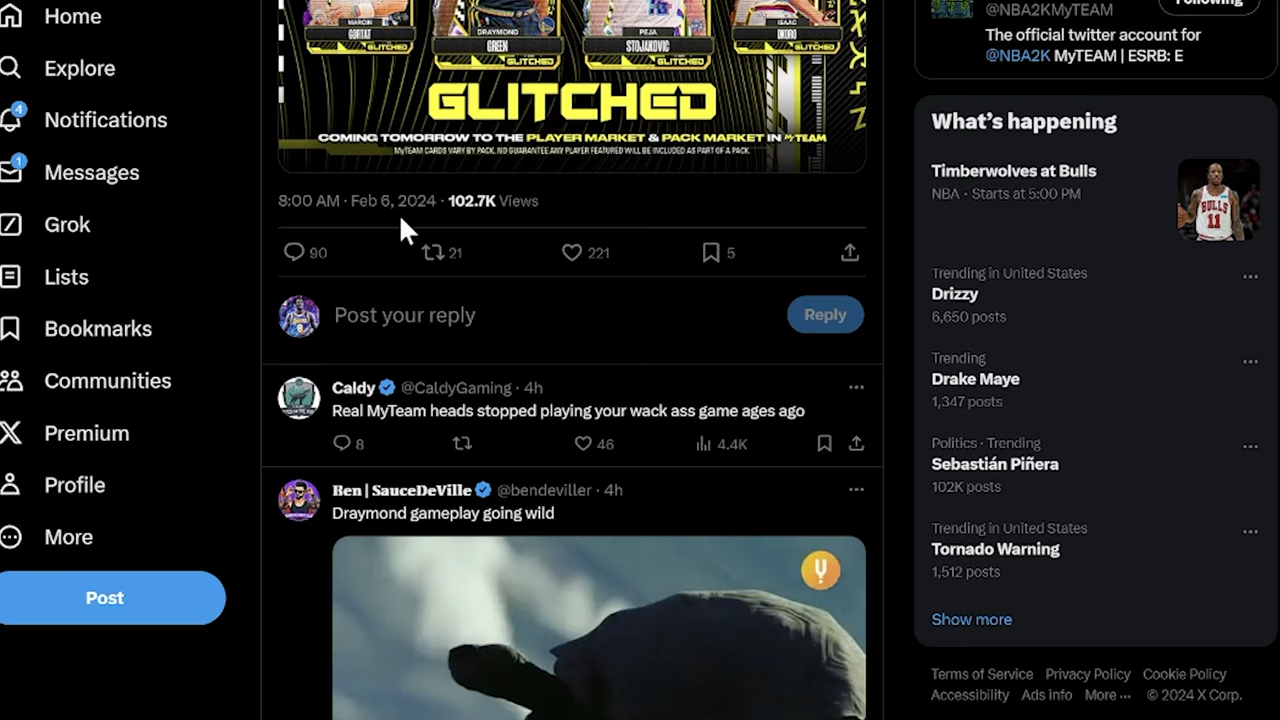 Home
Explore
4
Notifications
1
Messages
Grok
Lists
Bookmarks
Communities
Premium
Profile
More
Post
MARCIN
GORTAT
GLITCHED
DRAYMOND
GREEN
GLITCHED
PEJA
STOJAKOVIC
GLITCHED
ISAAC
OKORO
GLITCHED
GLITCHED
COMING TOMORROW TO THE PLAYER MARKET & PACK MARKET IN MYTEAM
MyTEAM CARDS VARY BY PACK. NO GUARANTEE ANY PLAYER FEATURED WILL BE INCLUDED AS PART OF A PACK.
8:00 AM · Feb 6, 2024 · 102.7K Views
90 21 221 5
Post your reply
Reply
Caldy @CaldyGaming · 4h
Real MyTeam heads stopped playing your wack ass game ages ago
8 46 4.4K
Ben | SauceDeVille @bendeviller · 4h
Draymond gameplay going wild
@NBA2KMyTEAM
Following
The official twitter account for
@NBA2K MyTEAM | ESRB: E
What's happening
Timberwolves at Bulls
NBA · Starts at 5:00 PM
BULLS
11
Trending in United States
Drizzy
6,650 posts
Trending
Drake Maye
1,347 posts
Politics · Trending
Sebastián Piñera
102K posts
Trending in United States
Tornado Warning
1,512 posts
Show more
Terms of Service Privacy Policy Cookie Policy
Accessibility Ads info More ··· © 2024 X Corp.